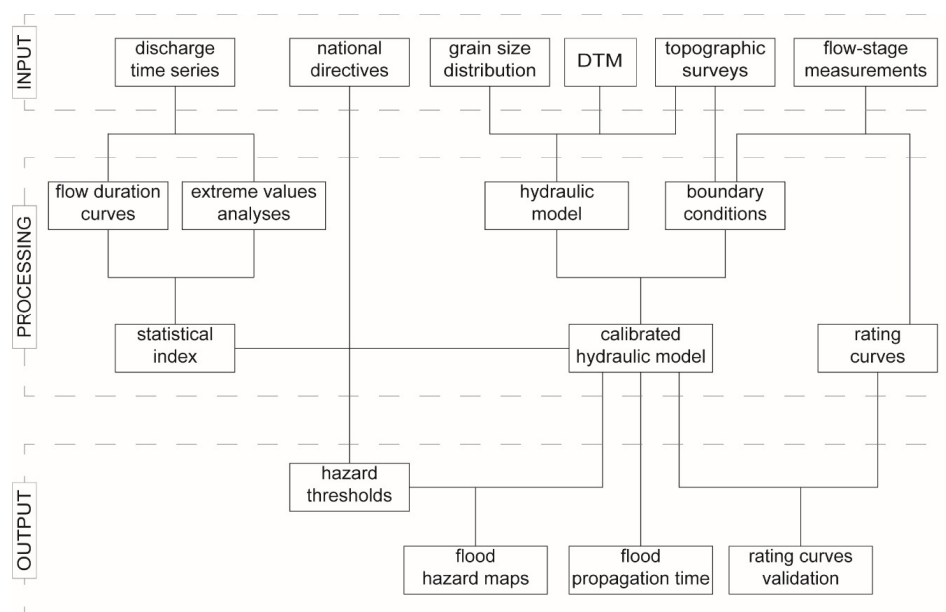 INPUT
discharge
time series
national
directives
grain size
distribution
DTM
topographic
surveys
flow-stage
measurements
PROCESSING
flow duration
curves
extreme values
analyses
hydraulic
model
boundary
conditions
statistical
index
calibrated
hydraulic model
rating
curves
OUTPUT
hazard
thresholds
flood
hazard maps
flood
propagation time
rating curves
validation